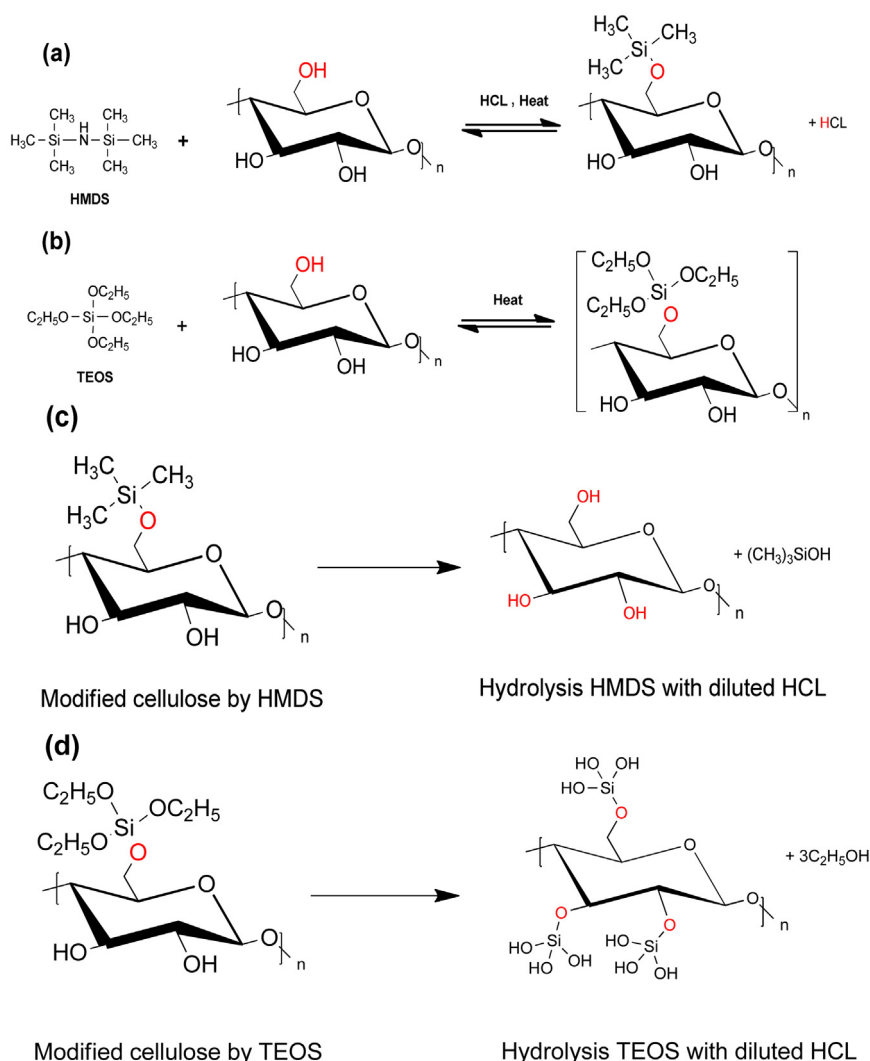 (a)
CH₃ CH₃
H₃C–Si–NH–Si–CH₃
CH₃ CH₃
HMDS
+
OH
O
HO
OH
O
n
HCL , Heat
H₃C
CH₃
Si
H₃C
O
O
HO
OH
O
n
+ HCL
(b)
OC₂H₅
C₂H₅O–Si–OC₂H₅
OC₂H₅
TEOS
+
OH
O
HO
OH
O
n
Heat
C₂H₅O
OC₂H₅
Si
C₂H₅O
O
O
HO
OH
O
n
(c)
H₃C
CH₃
Si
H₃C
O
O
HO
OH
O
n
OH
O
HO
OH
O
n
+ (CH₃)₃SiOH
Modified cellulose by HMDS
Hydrolysis HMDS with diluted HCL
(d)
C₂H₅O
OC₂H₅
Si
C₂H₅O
O
O
HO
OH
O
n
HO OH
HO Si
O
O
O
O
O
n
HO Si OH
HO
HO Si OH
HO OH
+ 3C₂H₅OH
Modified cellulose by TEOS
Hydrolysis TEOS with diluted HCL